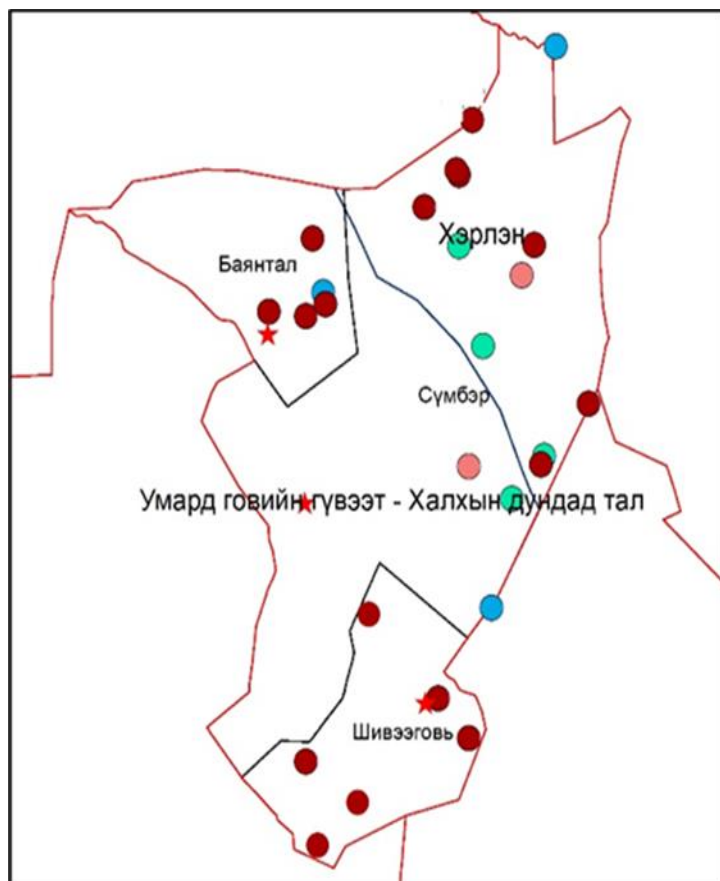 Хэрлэн
Баянтал
Сүмбэр
Умард говийн гүвээт - Халхын дундад тал
Шивээговь